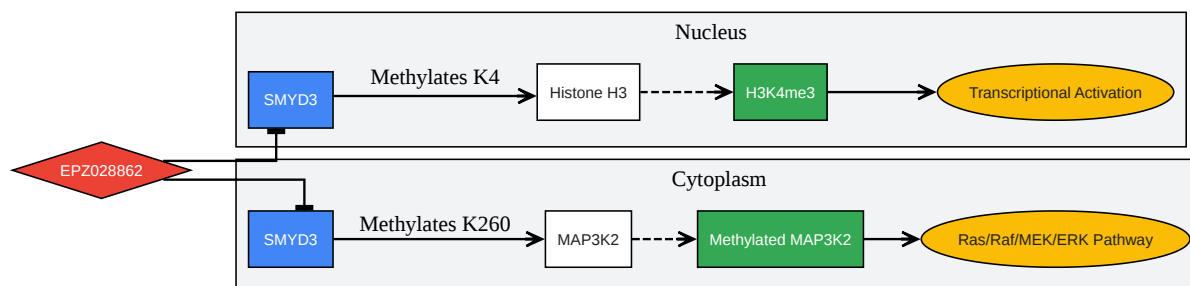 Nucleus
SMYD3
Methylates K4
Histone H3
H3K4me3
Transcriptional Activation
EPZ028862
Cytoplasm
SMYD3
Methylates K260
MAP3K2
Methylated MAP3K2
Ras/Raf/MEK/ERK Pathway